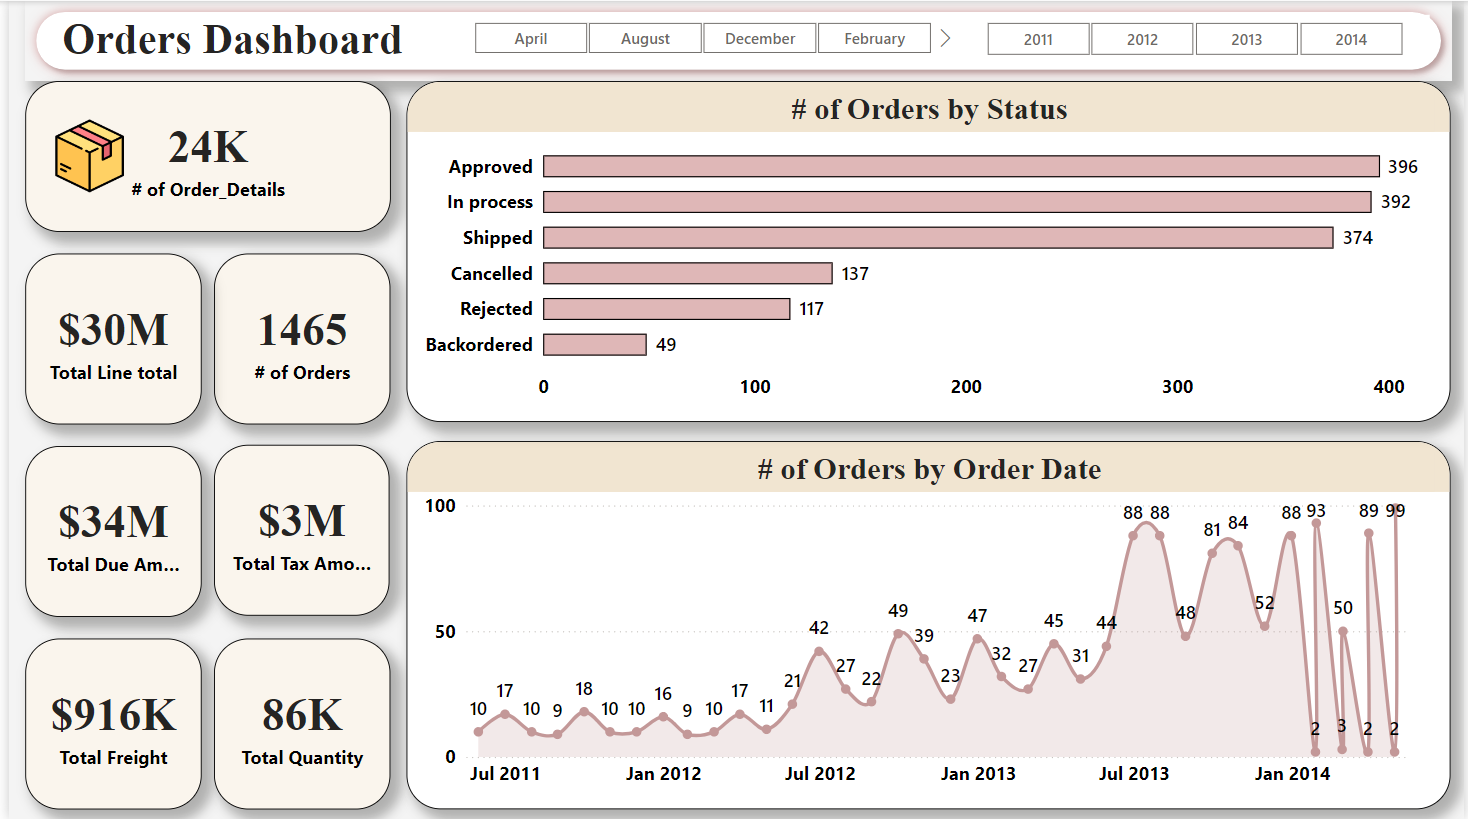 Orders Dashboard
April August December February
2011 2012 2013 2014
24K
# of Order_Details
$30M
Total Line total
1465
# of Orders
$34M
Total Due Am...
$3M
Total Tax Amo...
$916K
Total Freight
86K
Total Quantity
# of Orders by Status
Approved 396
In process 392
Shipped 374
Cancelled 137
Rejected 117
Backordered 49
0 100 200 300 400
# of Orders by Order Date
100
50
0
10 17 10 9 18 10 10 16 9 10 17 11 21 42 27 22 49 39 23 47 32 27 45 31 44 88 88 48 81 84 52 88 93 2 50 3 89 2 99 2
Jul 2011 Jan 2012 Jul 2012 Jan 2013 Jul 2013 Jan 2014